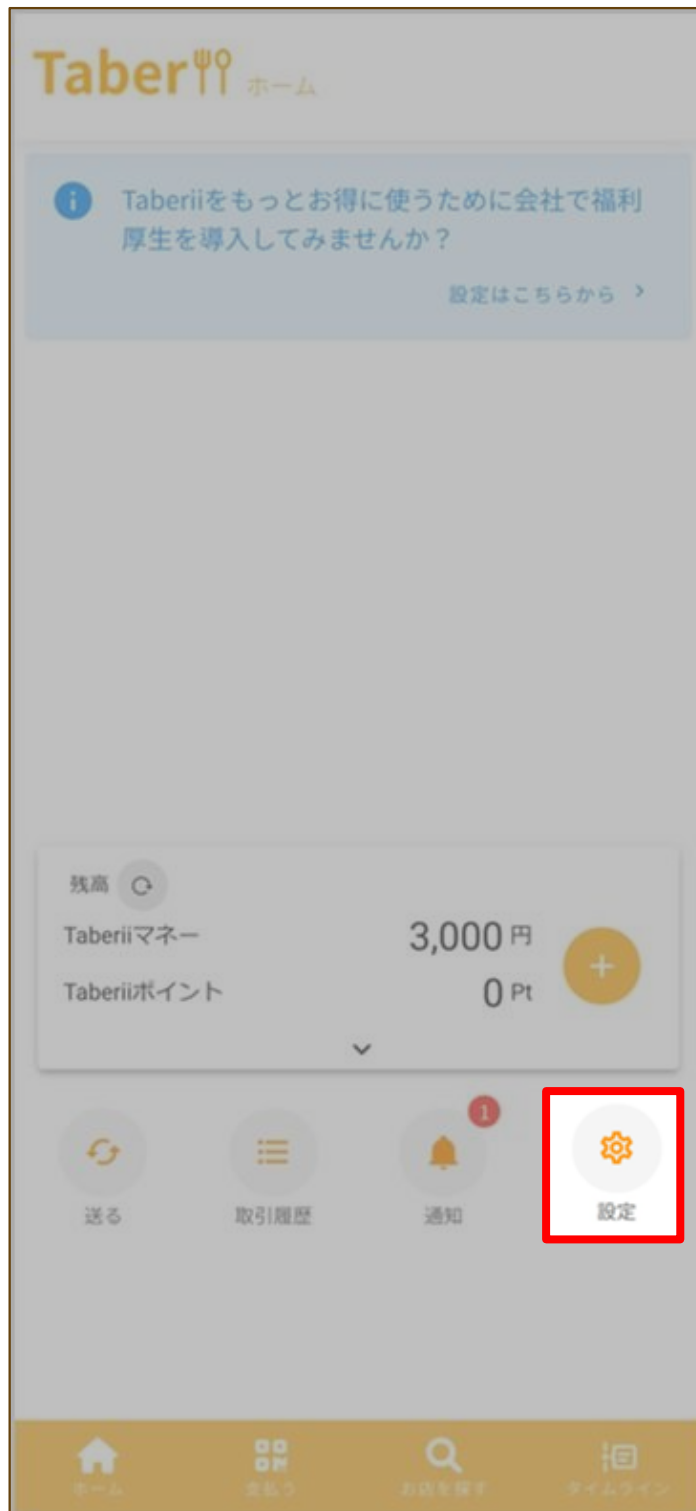 Taberii ホーム
Taberiiをもっとお得に使うために会社で福利
厚生を導入してみませんか？
設定はこちらから
残高
Taberiiマネー 3,000 円
Taberiiポイント 0 Pt
1
送る 取引履歴 通知 設定
ホーム 支払う お店を探す タイムライン